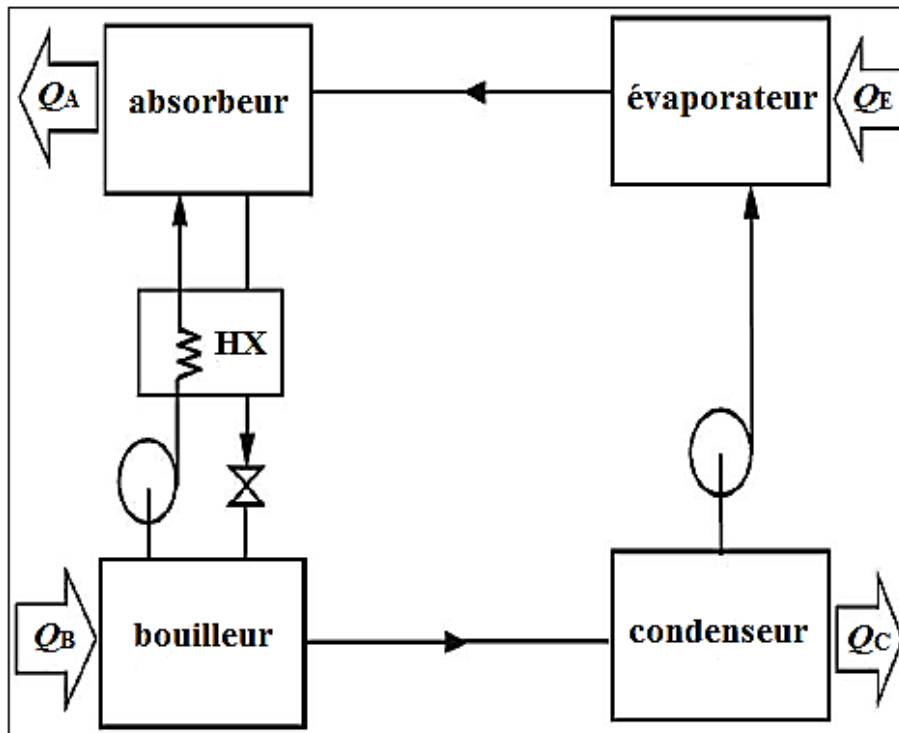 QA
absorbeur
évaporateur
QE
HX
QB
bouilleur
condenseur
QC